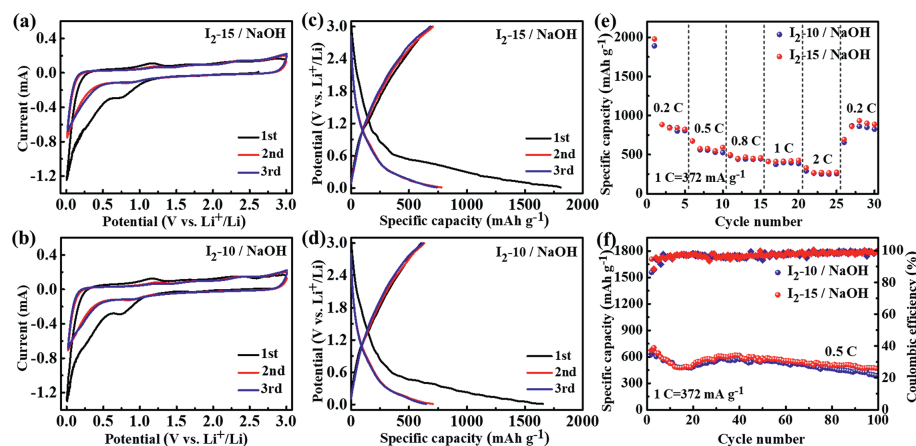 (a)
I2-15 / NaOH
0.4
0.0
-0.4
-0.8
-1.2
Current (mA)
1st
2nd
3rd
0.0 0.5 1.0 1.5 2.0 2.5 3.0
Potential (V vs. Li+/Li)
(b)
I2-10 / NaOH
0.4
0.0
-0.4
-0.8
-1.2
Current (mA)
1st
2nd
3rd
0.0 0.5 1.0 1.5 2.0 2.5 3.0
Potential (V vs. Li+/Li)
(c)
I2-15 / NaOH
3.0
2.4
1.8
1.2
0.6
0.0
Potential (V vs. Li+/Li)
1st
2nd
3rd
0 500 1000 1500 2000
Specific capacity (mAh g-1)
(d)
I2-10 / NaOH
3.0
2.4
1.8
1.2
0.6
0.0
Potential (V vs. Li+/Li)
1st
2nd
3rd
0 500 1000 1500 2000
Specific capacity (mAh g-1)
(e)
I2-10 / NaOH
I2-15 / NaOH
2000
1500
1000
500
0
Specific capacity (mAh g-1)
0.2 C
0.5 C
0.8 C
1 C
2 C
0.2 C
1 C=372 mA g-1
0 5 10 15 20 25 30
Cycle number
(f)
1800
1500
1200
900
600
300
Specific capacity (mAh g-1)
I2-10 / NaOH
I2-15 / NaOH
0.5 C
1 C=372 mA g-1
100
80
60
40
20
0
Coulombic efficiency (%)
0 20 40 60 80 100
Cycle number